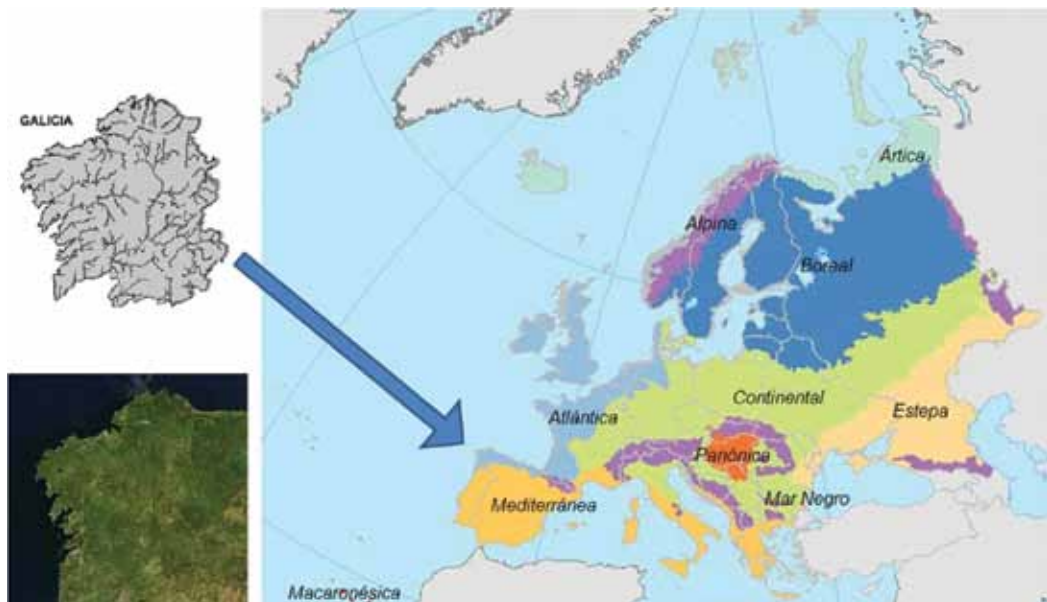 GALICIA
Ártica
Alpina
Boreal
Continental
Atlántica
Estepa
Panónica
Mar Negro
Mediterránea
Macaronésica